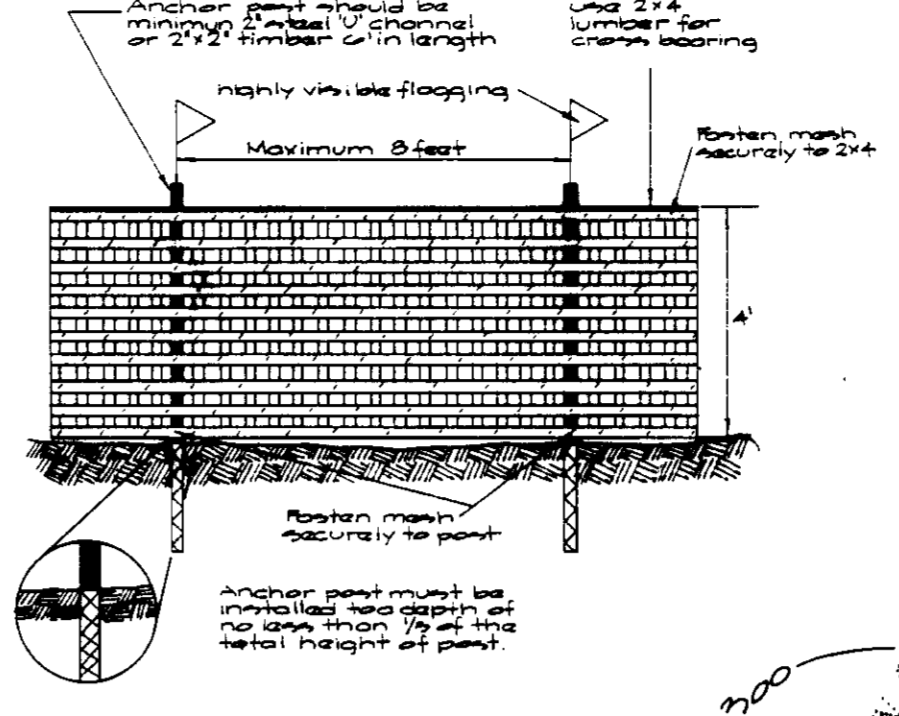 Anchor post should be
minimum 2" steel 'U' channel
or 2"x2" timber 6' in length
use 2x4
lumber for
cross bearing
highly visible flagging
Maximum 8 feet
Fasten mesh
securely to 2x4
4'
Fasten mesh
securely to post
Anchor post must be
installed to a depth of
no less than 1/3 of the
total height of post.
300